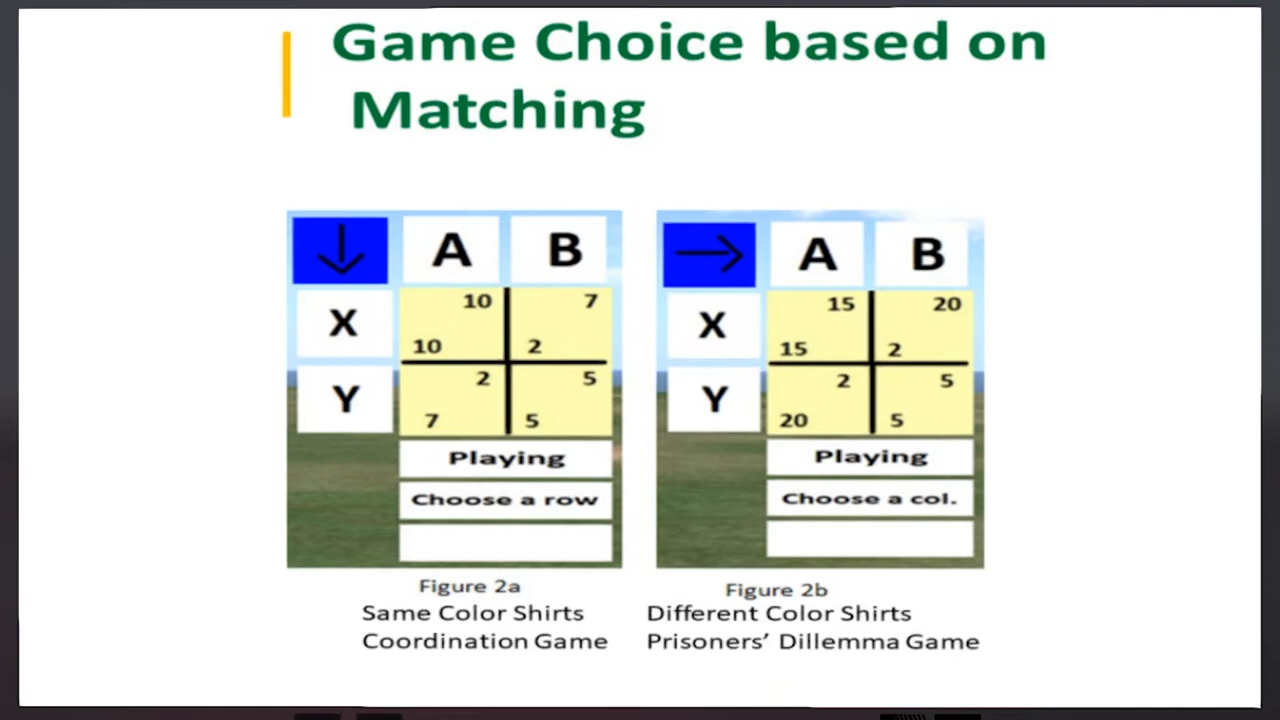 Game Choice based on
Matching
A B
10 7
X
10 2
2 5
Y
7 5
Playing
Choose a row
Figure 2a
Same Color Shirts
Coordination Game
A B
15 20
X
15 2
2 5
Y
20 5
Playing
Choose a col.
Figure 2b
Different Color Shirts
Prisoners’ Dillemma Game